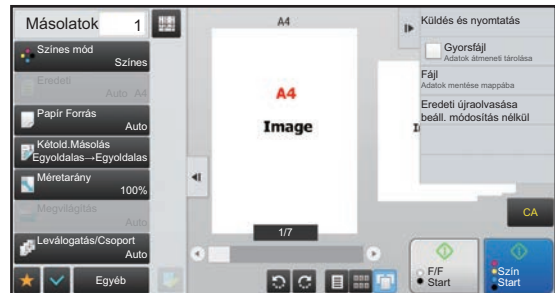 Másolatok 1
Színes mód
Színes
Eredeti
Auto A4
Papír Forrás
Auto
Kétold.Másolás
Egyoldalas→Egyoldalas
Méretarány
100%
Megvilágítás
Auto
Leválogatás/Csoport
Auto
Egyéb
A4
A4
Image
1/7
Küldés és nyomtatás
Gyorsfájl
Adatok átmeneti tárolása
Fájl
Adatok mentése mappába
Eredeti újraolvasása
beáll. módosítás nélkül
CA
F/F
Start
Szín
Start